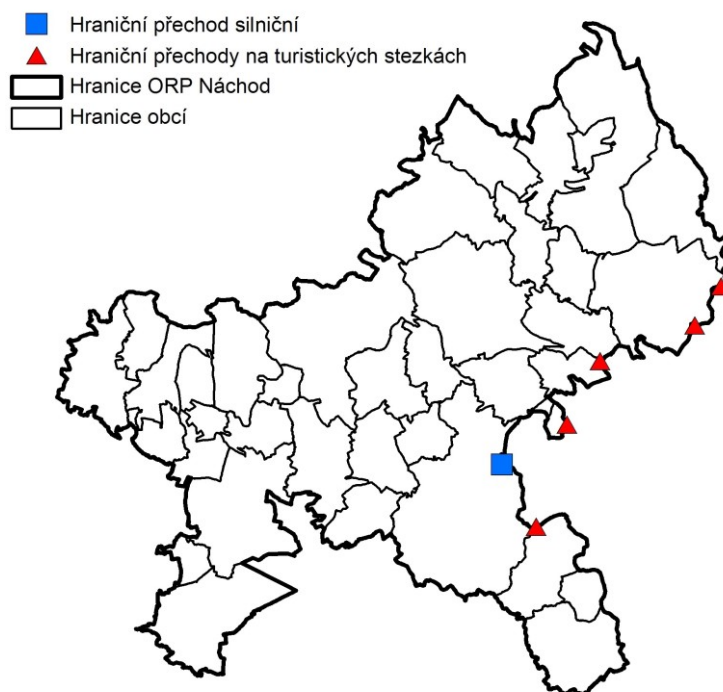 Hraniční přechod silniční
Hraniční přechody na turistických stezkách
Hranice ORP Náchod
Hranice obcí